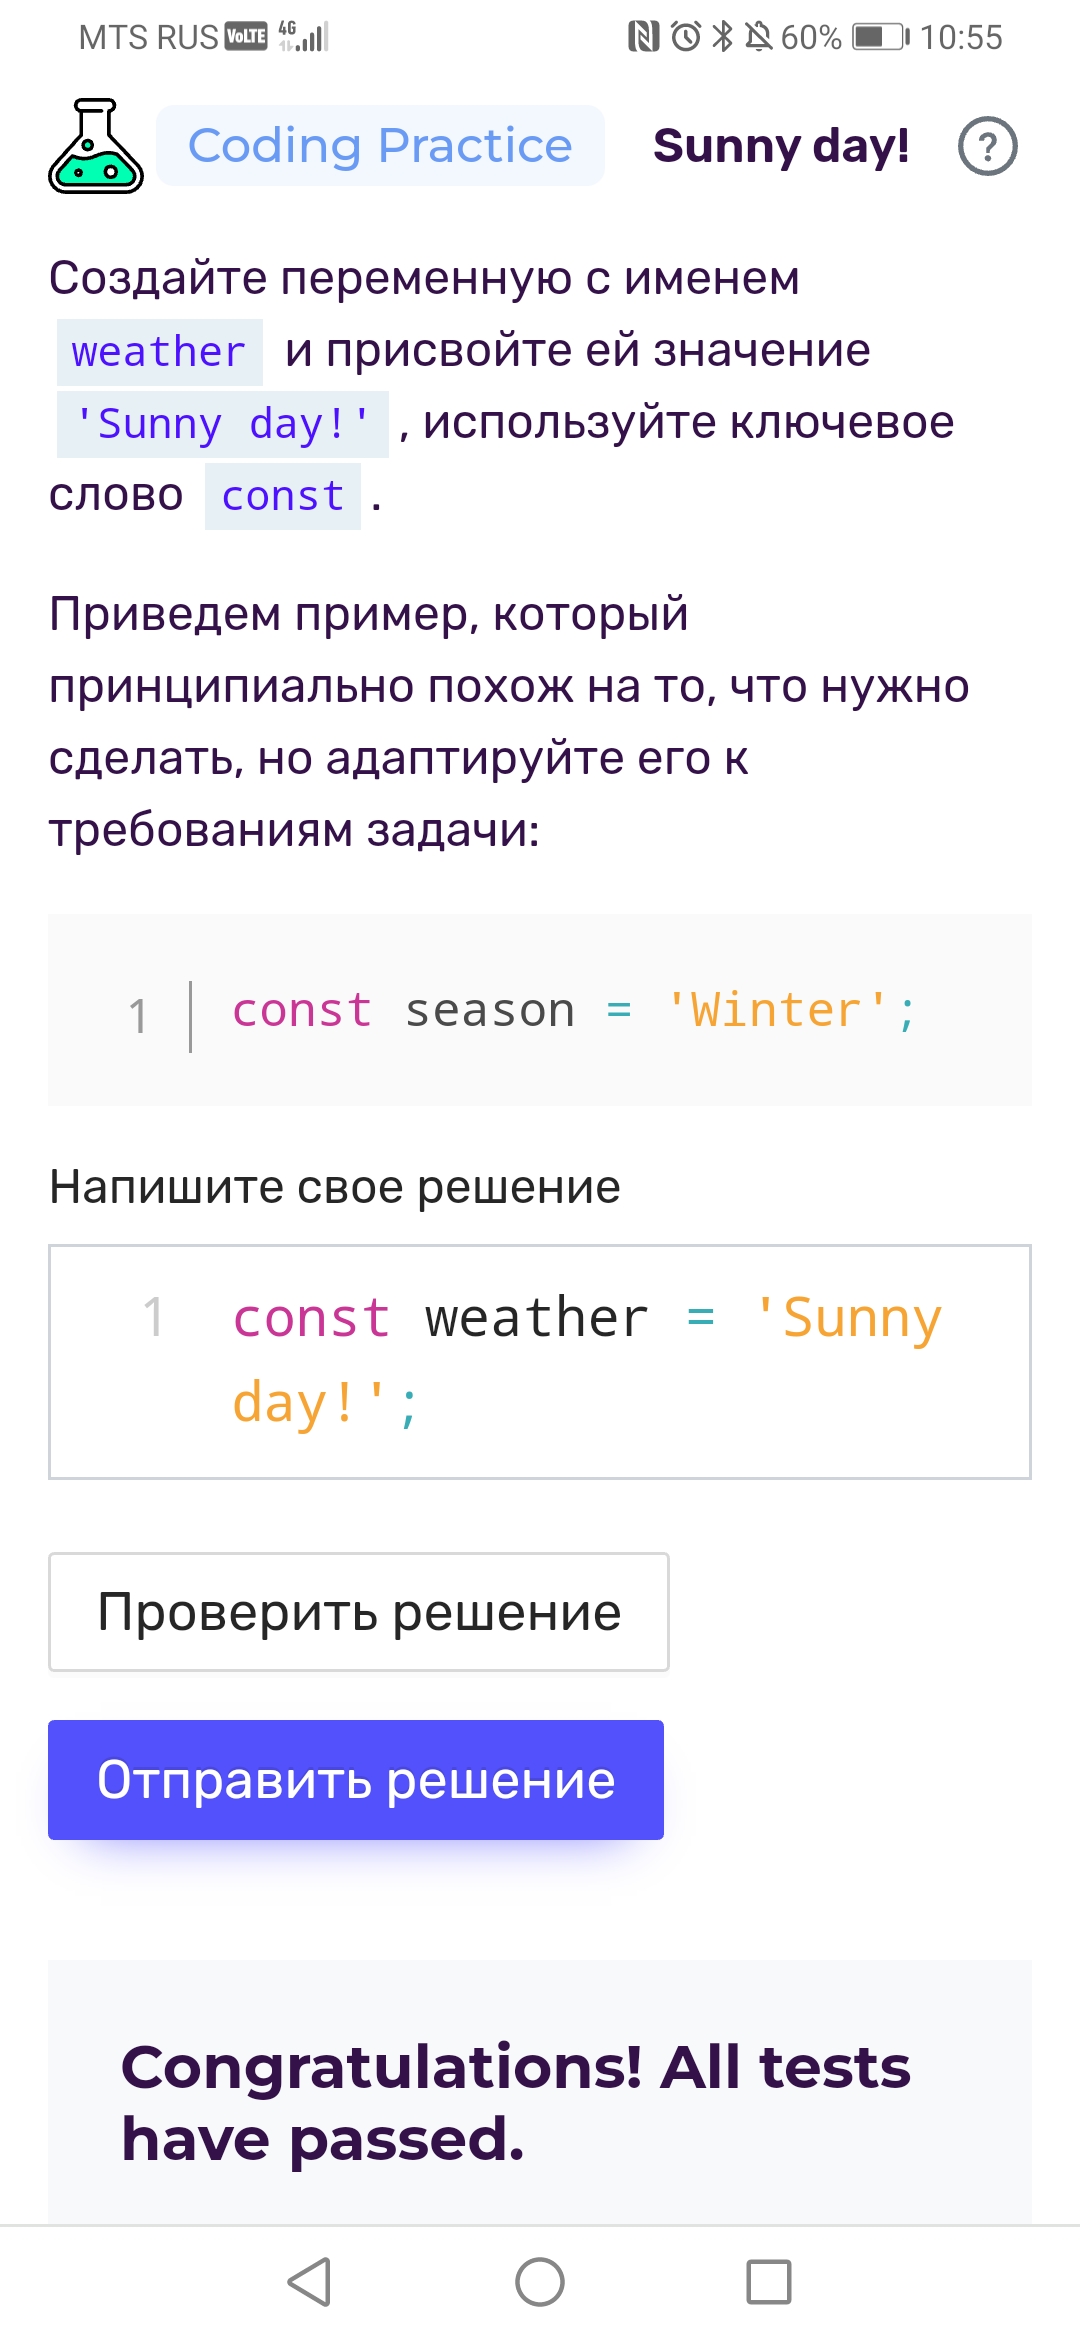 MTS RUS VoLTE 4G 60% 10:55
Coding Practice Sunny day! ?
Создайте переменную с именем
weather и присвойте ей значение
'Sunny day!' , используйте ключевое
слово const .
Приведем пример, который
принципиально похож на то, что нужно
сделать, но адаптируйте его к
требованиям задачи:
1 const season = 'Winter';
Напишите свое решение
1 const weather = 'Sunny
day!';
Проверить решение
Отправить решение
Congratulations! All tests
have passed.